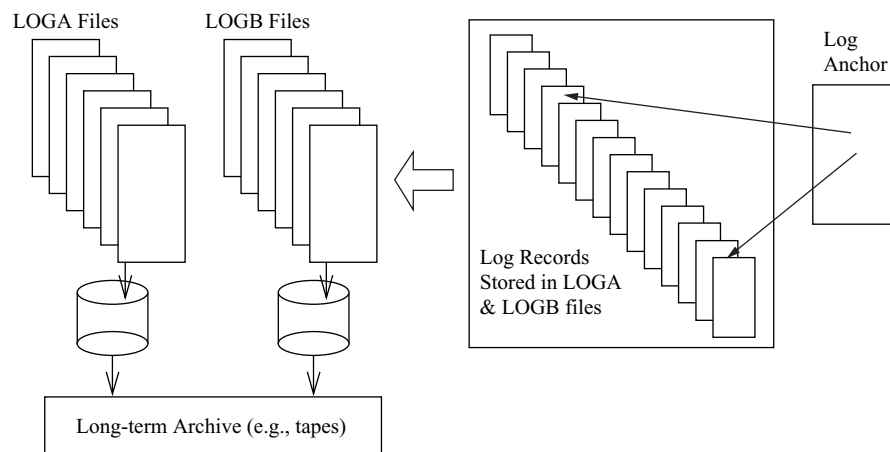 LOGA Files
LOGB Files
Log
Anchor
Log Records
Stored in LOGA
& LOGB files
Long-term Archive (e.g., tapes)